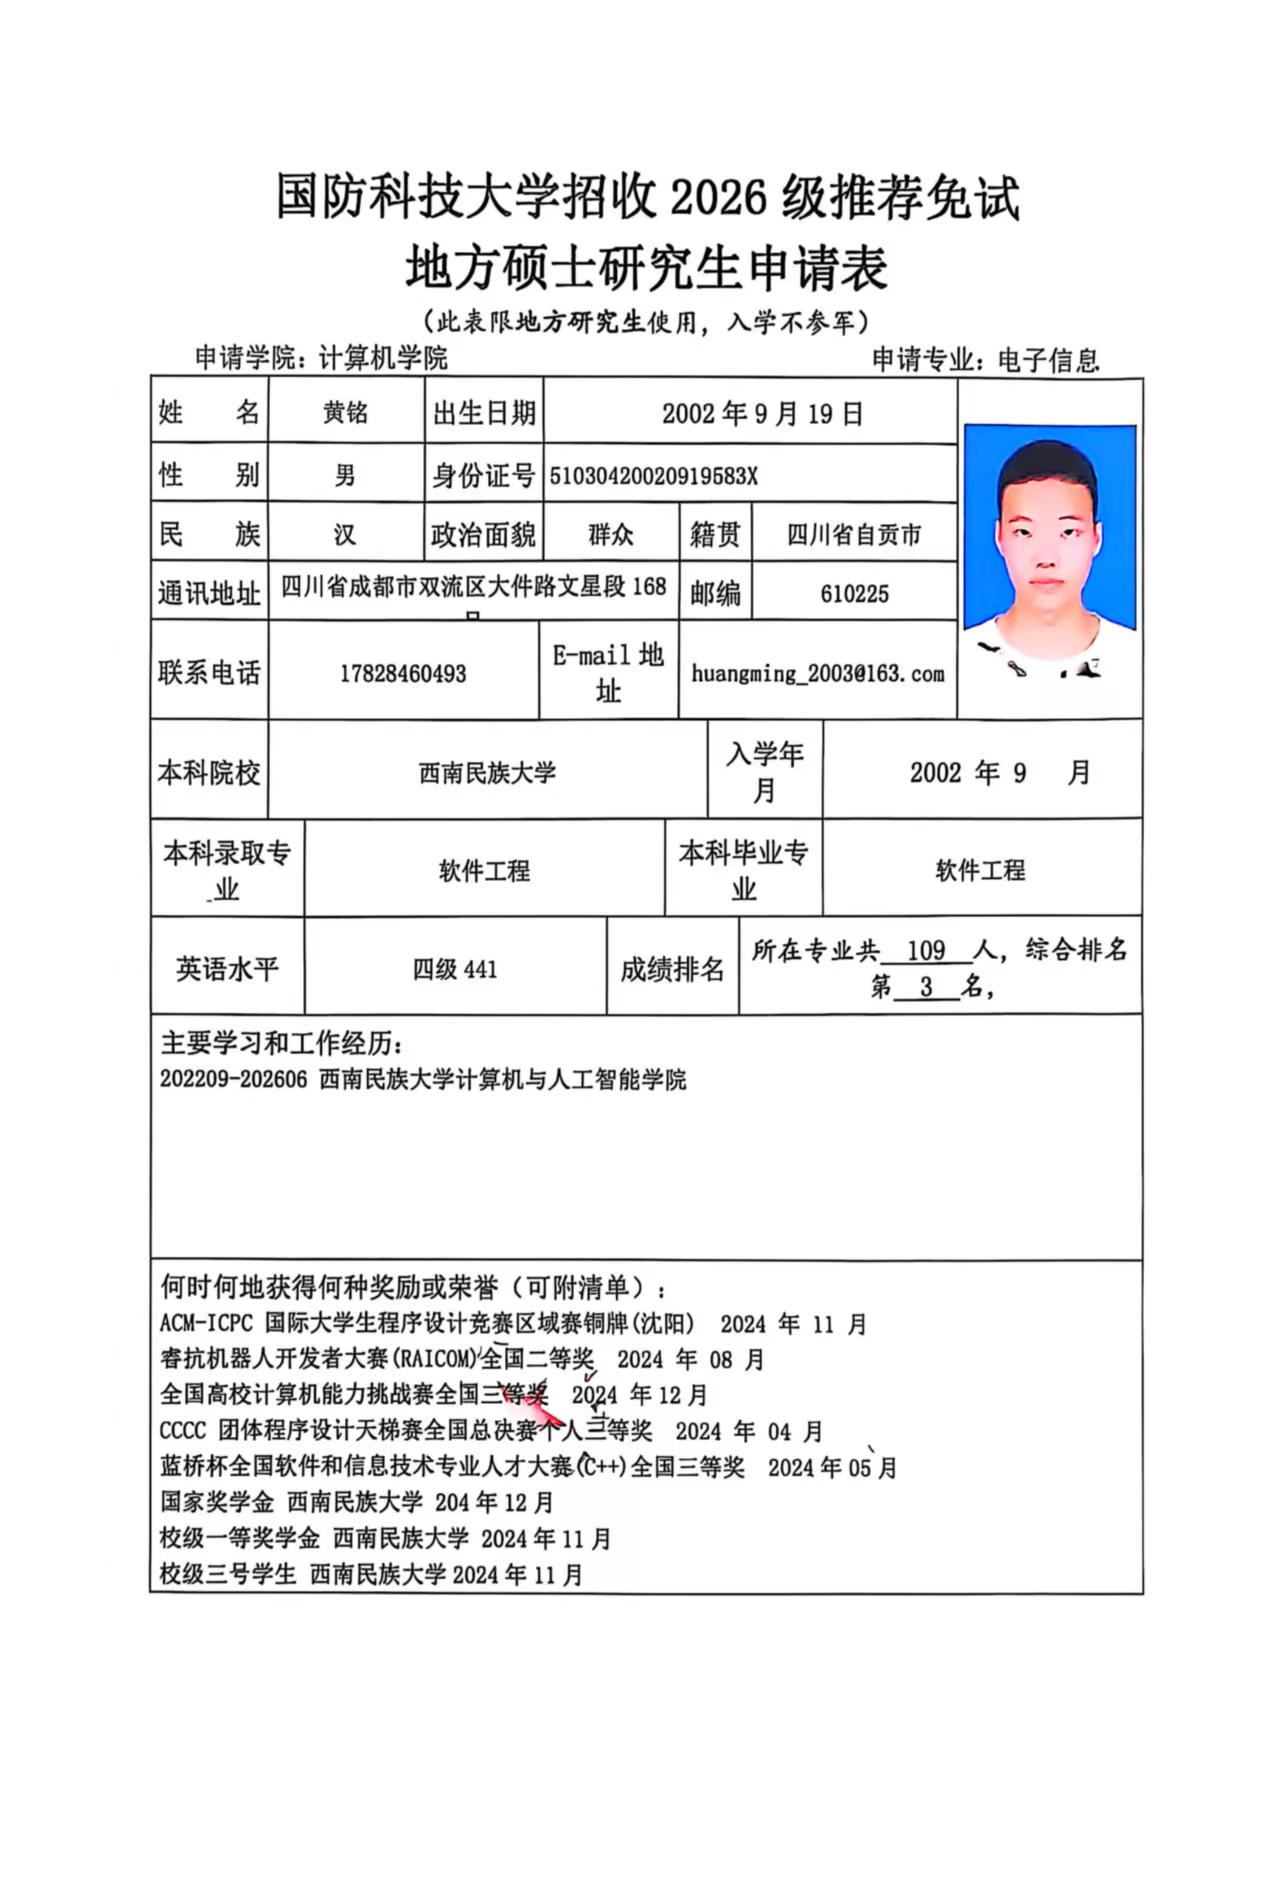 国防科技大学招收 2026 级推荐免试
地方硕士研究生申请表
（此表限地方研究生使用，入学不参军）
申请学院：计算机学院 申请专业：电子信息
姓 名 黄铭 出生日期 2002 年 9 月 19 日
性 别 男 身份证号 51030420020919583X
民 族 汉 政治面貌 群众 籍贯 四川省自贡市
通讯地址 四川省成都市双流区大件路文星段 168 邮编 610225
联系电话 17828460493 E-mail 地
址 huangming_2003@163.com
本科院校 西南民族大学 入学年
月 2002 年 9 月
本科录取专
业 软件工程 本科毕业专
业 软件工程
英语水平 四级 441 成绩排名 所在专业共 109 人，综合排名
第 3 名，
主要学习和工作经历：
202209-202606 西南民族大学计算机与人工智能学院
何时何地获得何种奖励或荣誉（可附清单）：
ACM-ICPC 国际大学生程序设计竞赛区域赛铜牌(沈阳) 2024 年 11 月
睿抗机器人开发者大赛(RAICOM)全国二等奖 2024 年 08 月
全国高校计算机能力挑战赛全国三等奖 2024 年 12 月
CCCC 团体程序设计天梯赛全国总决赛个人三等奖 2024 年 04 月
蓝桥杯全国软件和信息技术专业人才大赛(C++)全国三等奖 2024 年 05 月
国家奖学金 西南民族大学 204 年 12 月
校级一等奖学金 西南民族大学 2024 年 11 月
校级三号学生 西南民族大学 2024 年 11 月